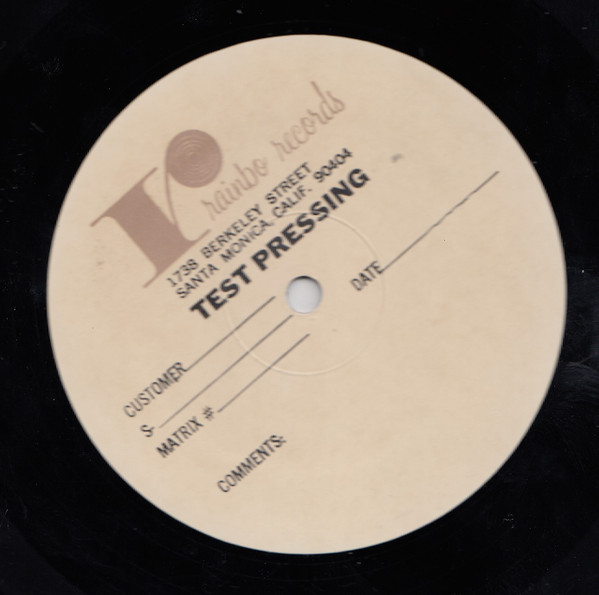 rainbo records
1738 BERKELEY STREET
SANTA MONICA, CALIF. 90404
TEST PRESSING
DATE
CUSTOMER
S-
MATRIX #
COMMENTS: